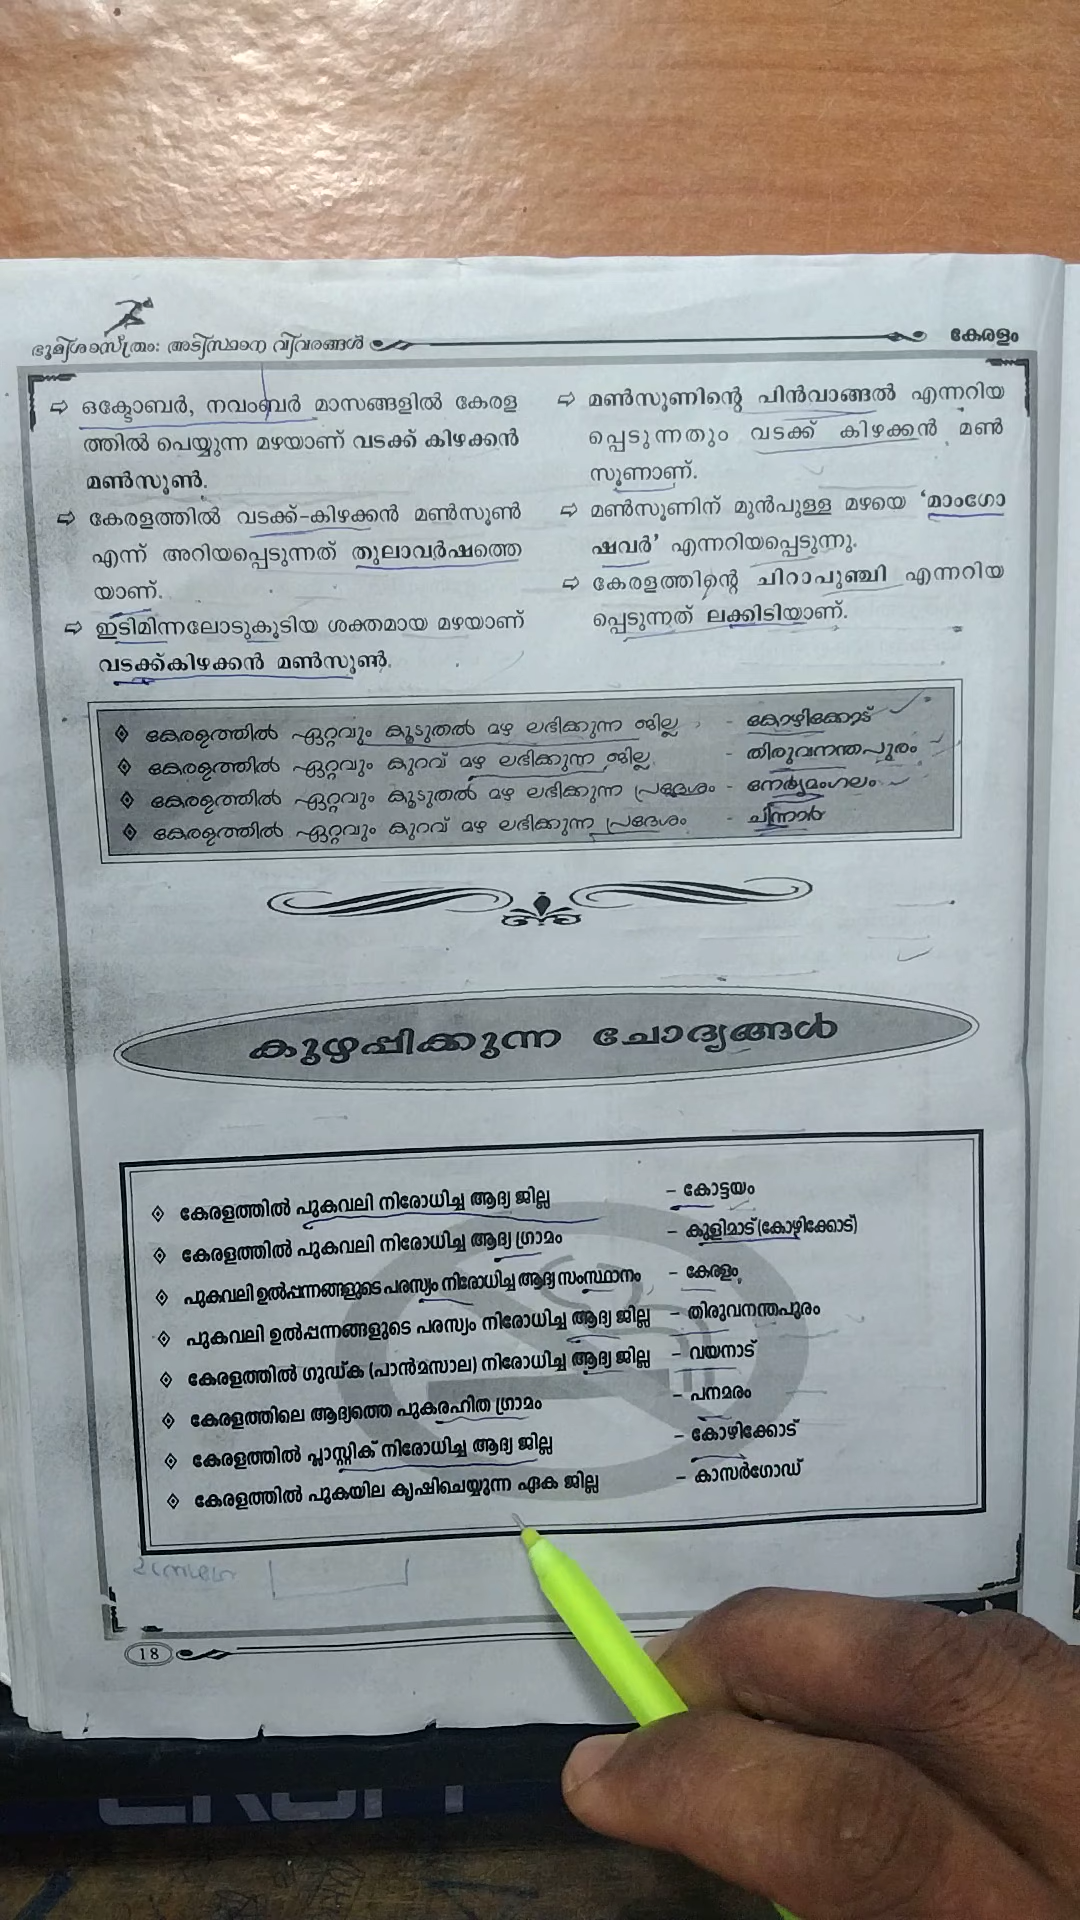 ഭൂമിശാസ്ത്രം: അടിസ്ഥാന വിവരങ്ങൾ
കേരളം
⇨ ഒക്ടോബർ, നവംബർ മാസങ്ങളിൽ കേരള
ത്തിൽ പെയ്യുന്ന മഴയാണ് വടക്ക് കിഴക്കൻ
മൺസൂൺ.
⇨ കേരളത്തിൽ വടക്ക്-കിഴക്കൻ മൺസൂൺ
എന്ന് അറിയപ്പെടുന്നത് തുലാവർഷത്തെ
യാണ്.
⇨ ഇടിമിന്നലോടുകൂടിയ ശക്തമായ മഴയാണ്
വടക്ക്കിഴക്കൻ മൺസൂൺ.
⇨ മൺസൂണിന്റെ പിൻവാങ്ങൽ എന്നറിയ
പ്പെടുന്നതും വടക്ക് കിഴക്കൻ മൺ
സൂണാണ്.
⇨ മൺസൂണിന് മുൻപുള്ള മഴയെ ‘മാംഗോ
ഷവർ’ എന്നറിയപ്പെടുന്നു.
⇨ കേരളത്തിന്റെ ചിറാപുഞ്ചി എന്നറിയ
പ്പെടുന്നത് ലക്കിടിയാണ്.
കേരളത്തിൽ ഏറ്റവും കൂടുതൽ മഴ ലഭിക്കുന്ന ജില്ല - കോഴിക്കോട്
കേരളത്തിൽ ഏറ്റവും കുറവ് മഴ ലഭിക്കുന്ന ജില്ല - തിരുവനന്തപുരം
കേരളത്തിൽ ഏറ്റവും കൂടുതൽ മഴ ലഭിക്കുന്ന പ്രദേശം - നേര്യമംഗലം
കേരളത്തിൽ ഏറ്റവും കുറവ് മഴ ലഭിക്കുന്ന പ്രദേശം - ചിന്നാർ
കുഴപ്പിക്കുന്ന ചോദ്യങ്ങൾ
കേരളത്തിൽ പുകവലി നിരോധിച്ച ആദ്യ ജില്ല - കോട്ടയം
കേരളത്തിൽ പുകവലി നിരോധിച്ച ആദ്യ ഗ്രാമം - കൂളിമാട് (കോഴിക്കോട്)
പുകവലി ഉൽപ്പന്നങ്ങളുടെ പരസ്യം നിരോധിച്ച ആദ്യ സംസ്ഥാനം - കേരളം
പുകവലി ഉൽപ്പന്നങ്ങളുടെ പരസ്യം നിരോധിച്ച ആദ്യ ജില്ല - തിരുവനന്തപുരം
കേരളത്തിൽ ഗുഡ്ക (പാൻമസാല) നിരോധിച്ച ആദ്യ ജില്ല - വയനാട്
കേരളത്തിലെ ആദ്യത്തെ പുകരഹിത ഗ്രാമം - പനമരം
കേരളത്തിൽ പ്ലാസ്റ്റിക് നിരോധിച്ച ആദ്യ ജില്ല - കോഴിക്കോട്
കേരളത്തിൽ പുകയില കൃഷിചെയ്യുന്ന ഏക ജില്ല - കാസർഗോഡ്
18